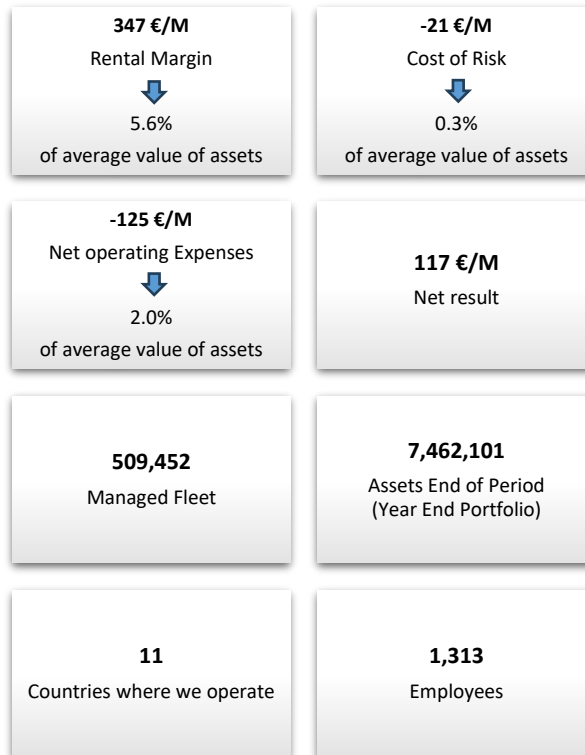 347 €/M
Rental Margin
5.6%
of average value of assets
-21 €/M
Cost of Risk
0.3%
of average value of assets
-125 €/M
Net operating Expenses
2.0%
of average value of assets
117 €/M
Net result
509,452
Managed Fleet
7,462,101
Assets End of Period
(Year End Portfolio)
11
Countries where we operate
1,313
Employees